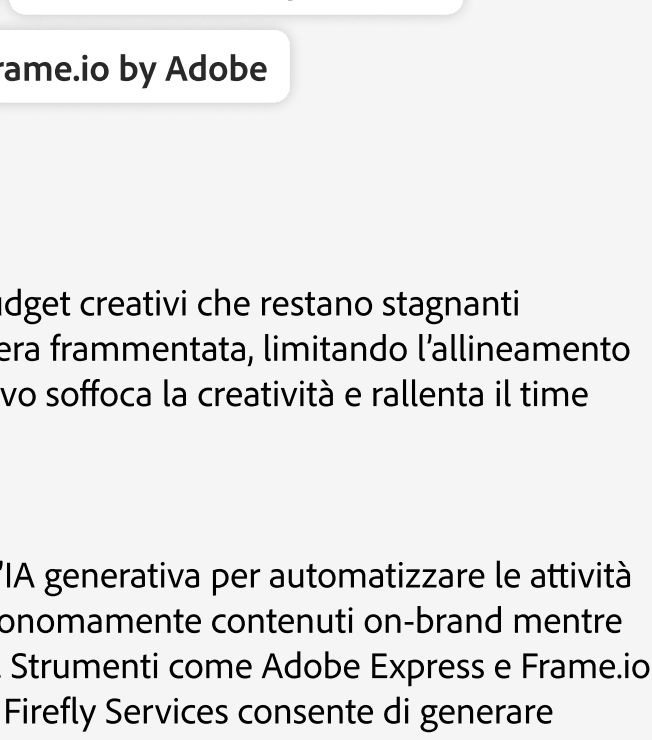 rame.io by Adobe
dget creativi che restano stagnanti
era frammentata, limitando l’allineamento
vo soffoca la creatività e rallenta il time
’IA generativa per automatizzare le attività
onomamente contenuti on-brand mentre
. Strumenti come Adobe Express e Frame.io
Firefly Services consente di generare